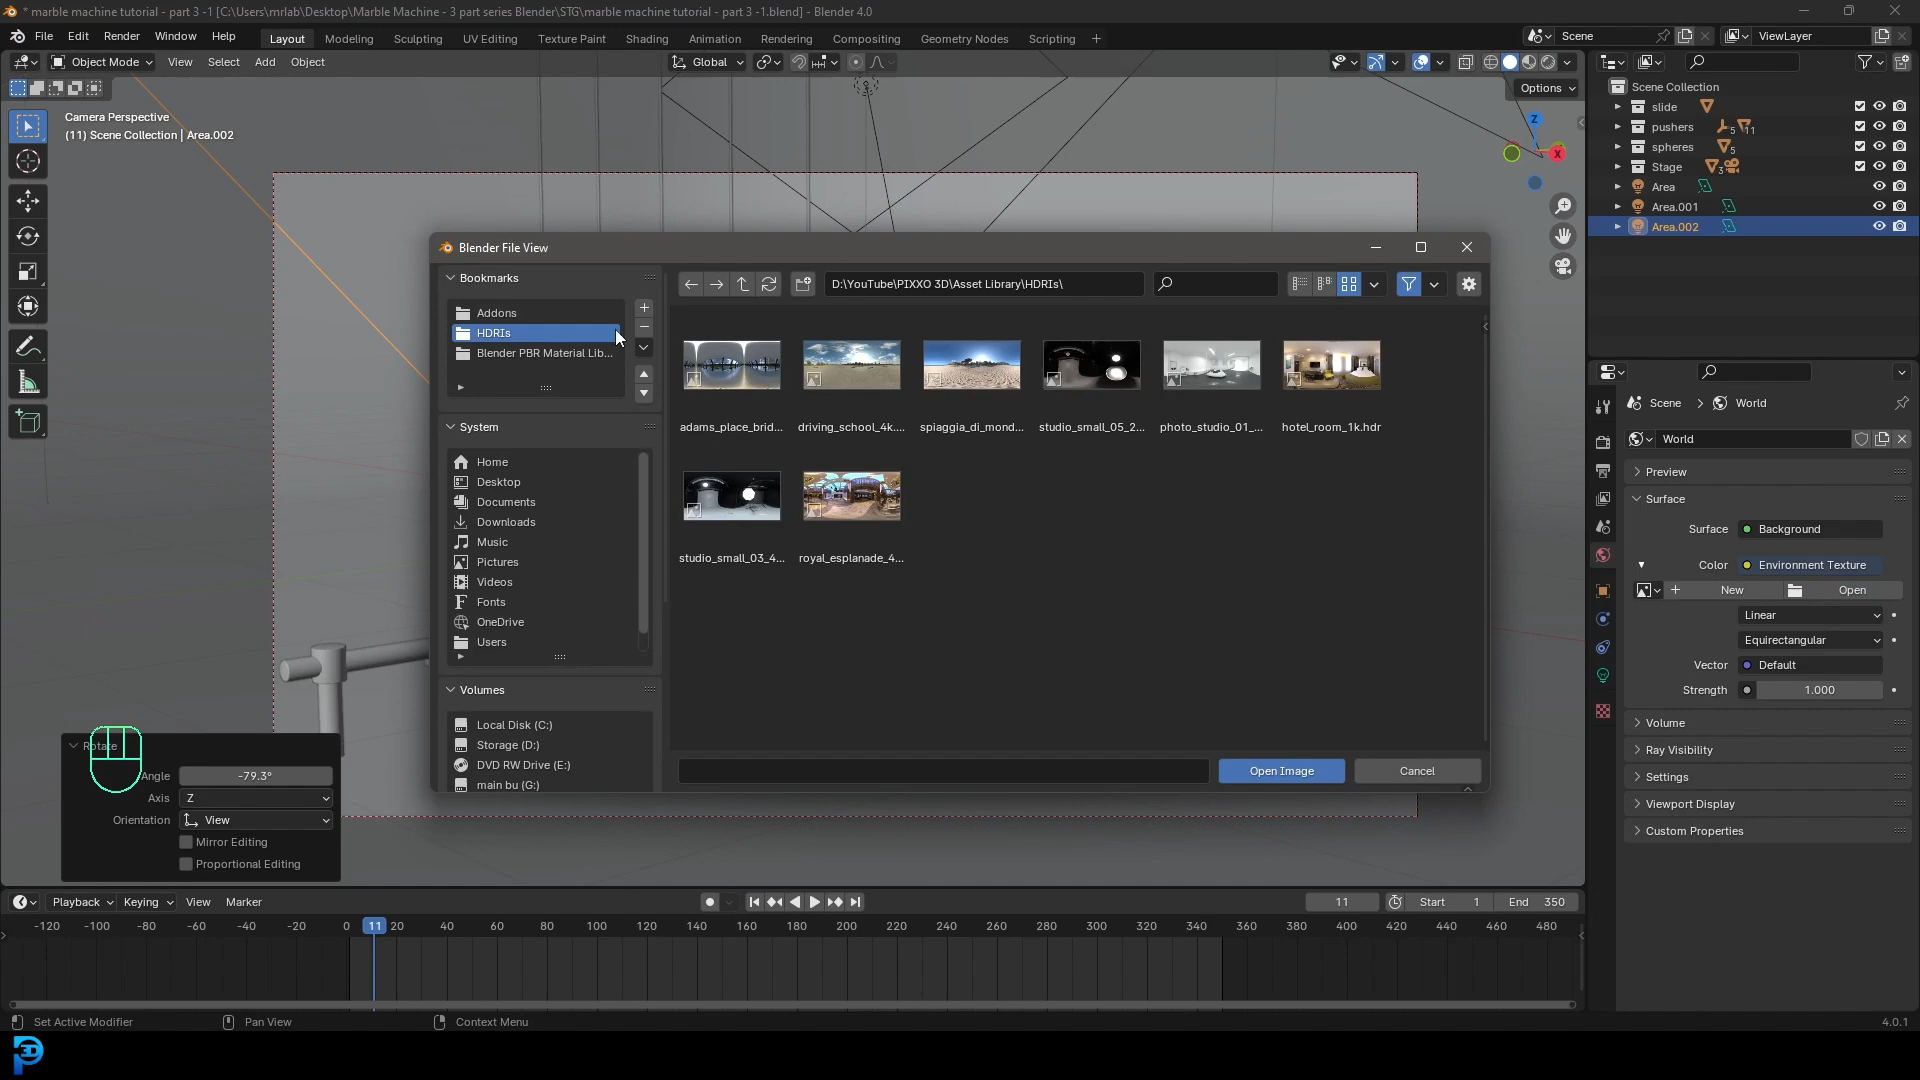 * marble machine tutorial - part 3 -1 [C:\Users\mrlab\Desktop\Marble Machine - 3 part series Blender\STG\marble machine tutorial - part 3 -1.blend] - Blender 4.0
File Edit Render Window Help
Layout Modeling Sculpting UV Editing Texture Paint Shading Animation Rendering Compositing Geometry Nodes Scripting +
Scene
ViewLayer
Object Mode View Select Add Object
Global
Options
Camera Perspective
(11) Scene Collection | Area.002
Z
X
Scene Collection
slide
pushers 5 11
spheres 5
Stage 3
Area
Area.001
Area.002
Blender File View
Bookmarks
Addons
HDRIs
Blender PBR Material Lib...
System
Home
Desktop
Documents
Downloads
Music
Pictures
Videos
Fonts
OneDrive
Users
Volumes
Local Disk (C:)
Storage (D:)
DVD RW Drive (E:)
main bu (G:)
D:\YouTube\PIXXO 3D\Asset Library\HDRIs\
adams_place_brid... driving_school_4k.... spiaggia_di_mond... studio_small_05_2... photo_studio_01_... hotel_room_1k.hdr
studio_small_03_4... royal_esplanade_4...
Open Image Cancel
Scene > World
World
Preview
Surface
Surface Background
Color Environment Texture
New Open
Linear
Equirectangular
Vector Default
Strength 1.000
Volume
Ray Visibility
Settings
Viewport Display
Custom Properties
Rotate
Angle -79.3°
Axis Z
Orientation View
Mirror Editing
Proportional Editing
Playback Keying View Marker
11 Start 1 End 350
-120 -100 -80 -60 -40 -20 0 11 20 40 60 80 100 120 140 160 180 200 220 240 260 280 300 320 340 360 380 400 420 440 460 480
Set Active Modifier Pan View Context Menu
4.0.1